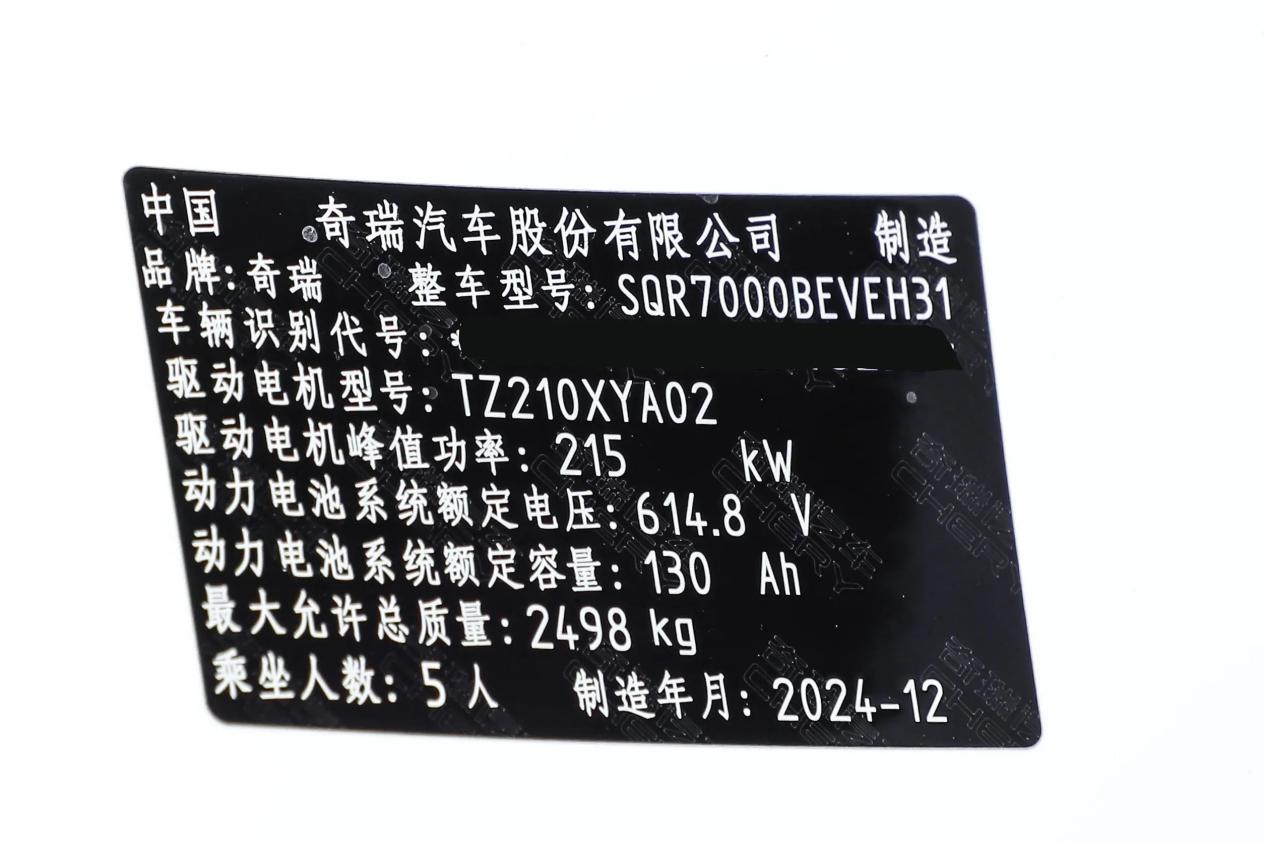 中国 奇瑞汽车股份有限公司 制造
品牌:奇瑞 整车型号:SQR7000BEVEH31
车辆识别代号:*
驱动电机型号:TZ210XYA02
驱动电机峰值功率:215 kW
动力电池系统额定电压:614.8 V
动力电池系统额定容量:130 Ah
最大允许总质量:2498 kg
乘坐人数:5人 制造年月:2024-12